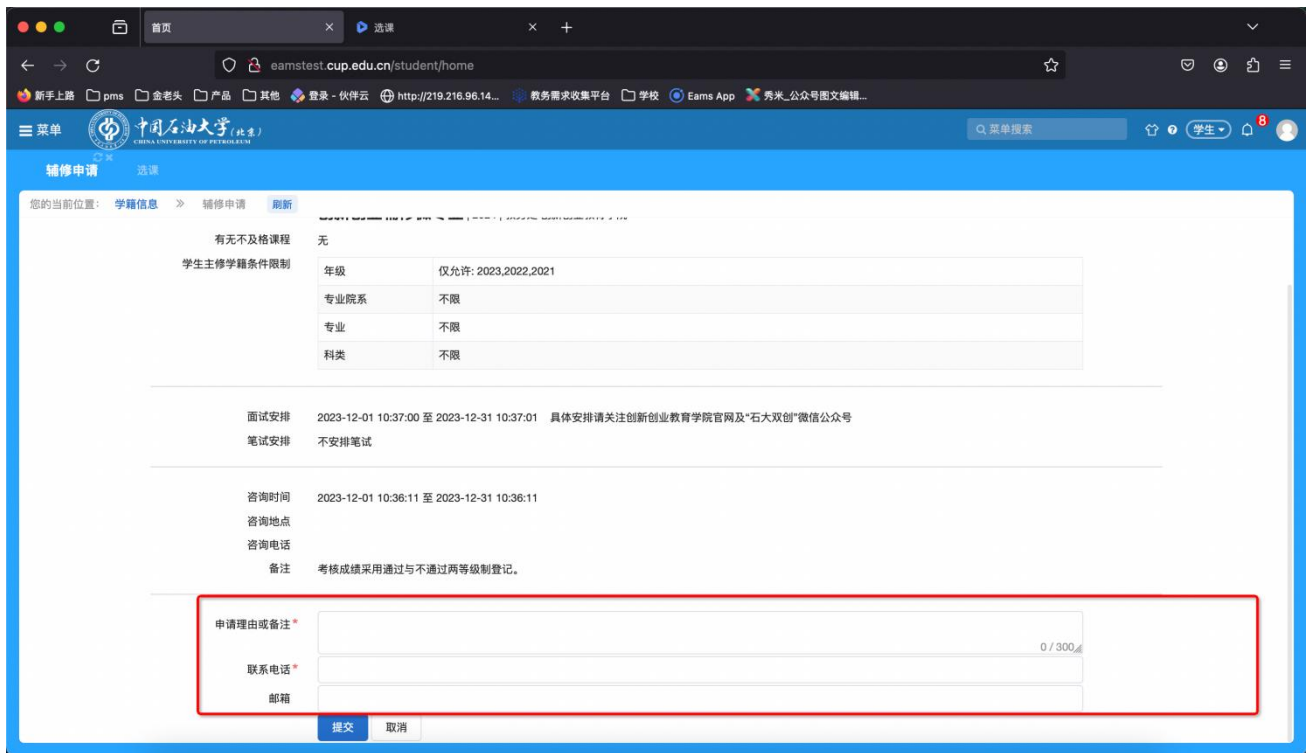 首页
选课
eamstest.cup.edu.cn/student/home
新手上路 pms 金老头 产品 其他 登录 - 伙伴云 http://219.216.96.14... 教务需求收集平台 学校 Eams App 秀米_公众号图文编辑...
菜单 中国石油大学(北京) 菜单搜索 学生 8
CHINA UNIVERSITY OF PETROLEUM
辅修申请 选课
您的当前位置： 学籍信息 » 辅修申请 刷新
有无不及格课程 无
学生主修学籍条件限制
年级 仅允许: 2023,2022,2021
专业院系 不限
专业 不限
科类 不限
面试安排 2023-12-01 10:37:00 至 2023-12-31 10:37:01 具体安排请关注创新创业教育学院官网及“石大双创”微信公众号
笔试安排 不安排笔试
咨询时间 2023-12-01 10:36:11 至 2023-12-31 10:36:11
咨询地点
咨询电话
备注 考核成绩采用通过与不通过两等级制登记。
申请理由或备注*
0 / 300
联系电话*
邮箱
提交 取消